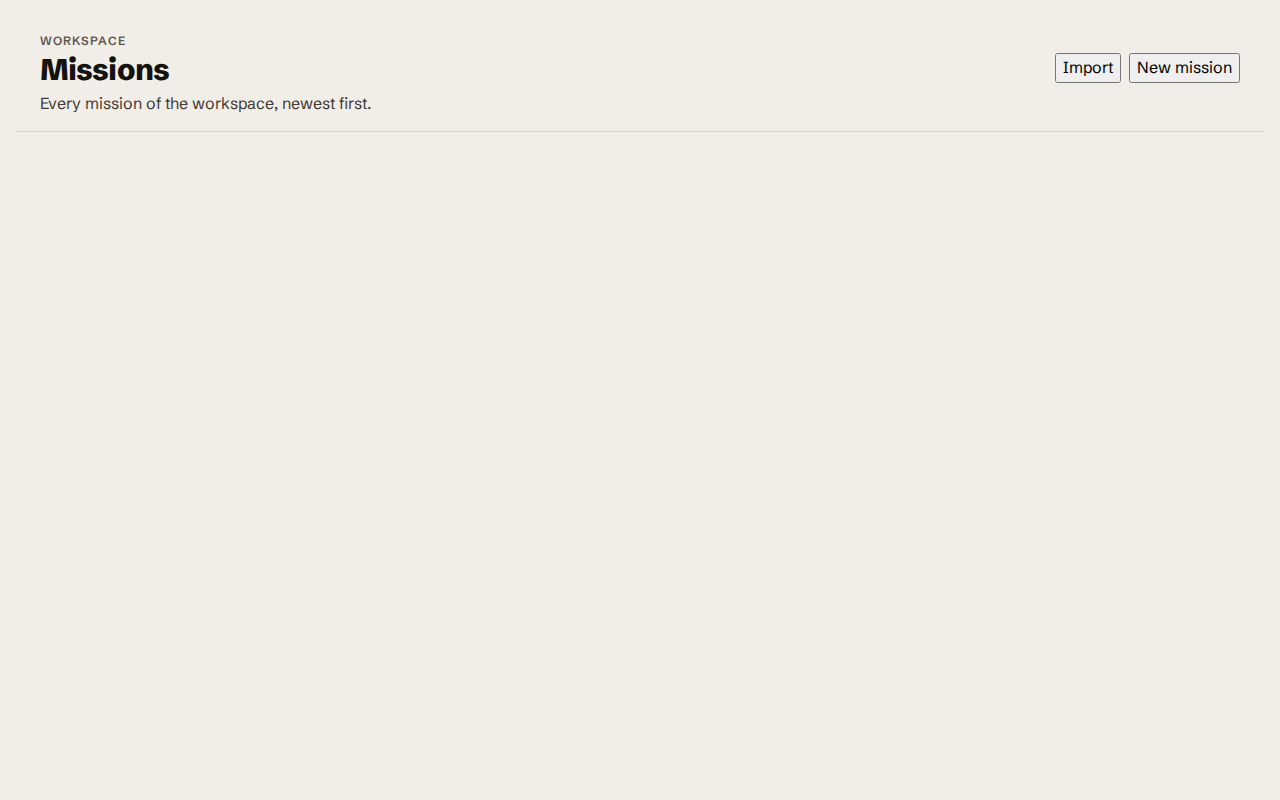 WORKSPACE
Missions
Every mission of the workspace, newest first.
Import
New mission